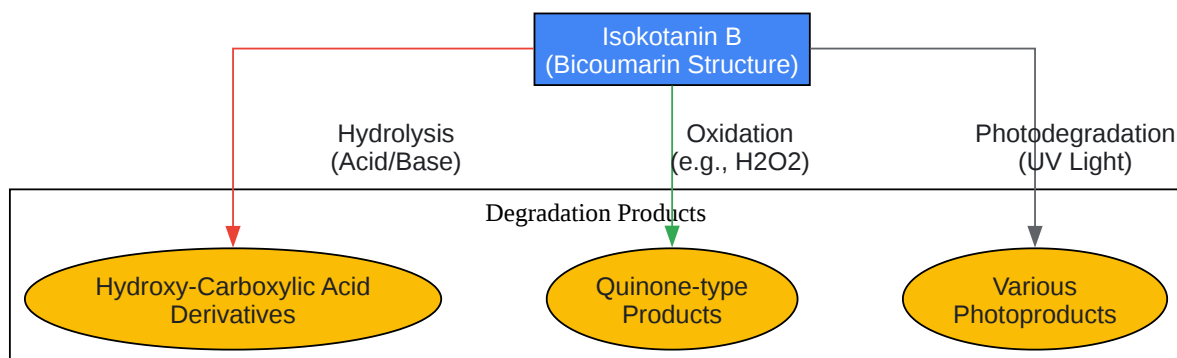 Isokotanin B
(Bicoumarin Structure)
Hydrolysis
(Acid/Base)
Oxidation
(e.g., H2O2)
Photodegradation
(UV Light)
Degradation Products
Hydroxy-Carboxylic Acid
Derivatives
Quinone-type
Products
Various
Photoproducts